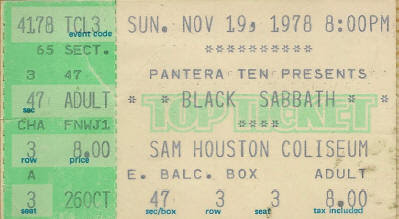 4178 TCL3
event code
65 SECT.
3 47
47 ADULT
sec
CHA FNWJ1
3 8.00
row price
A
3 26OCT
seat
SUN. NOV 19, 1978 8:00PM
* * * * * * * * * *
PANTERA TEN PRESENTS
* * BLACK SABBATH * *
TOP TICKET
* * * *
SAM HOUSTON COLISEUM
E. BALC. BOX ADULT
47 3 3 8.00
sec/box row seat tax included